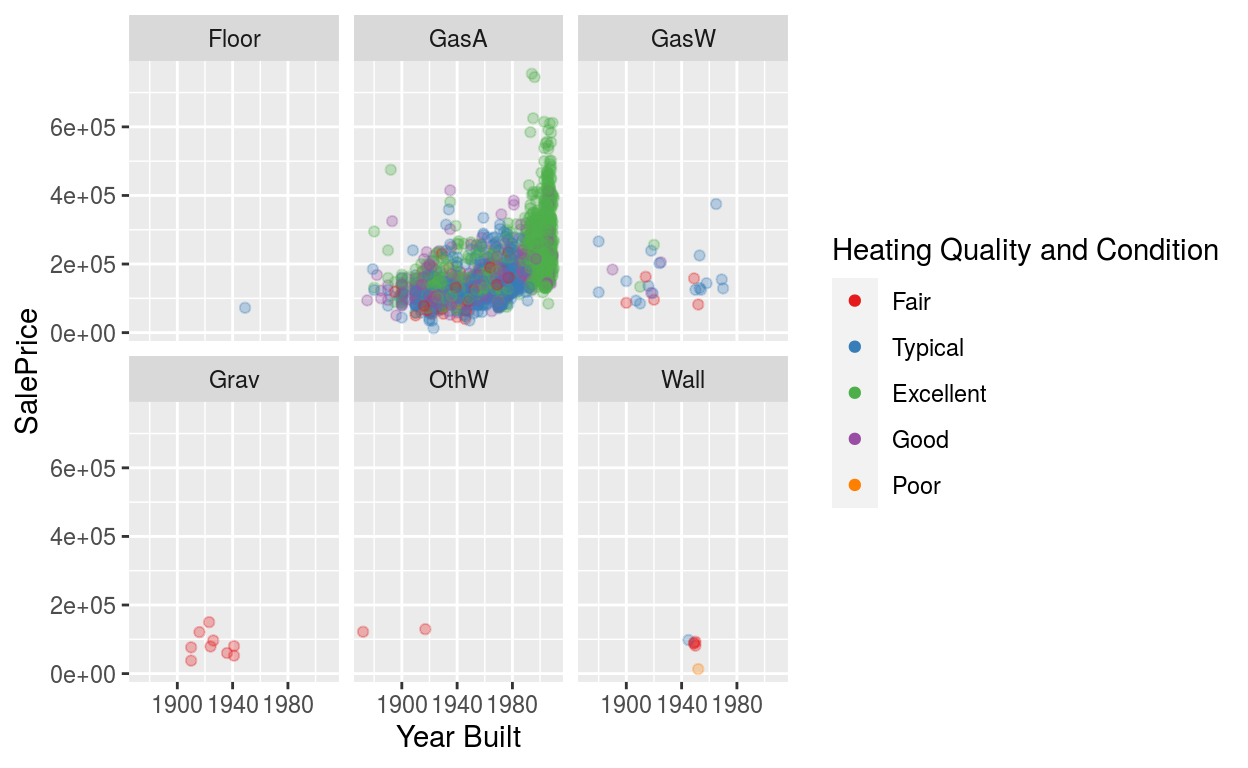 Floor GasA GasW
6e+05
4e+05
2e+05
0e+00
Grav OthW Wall
6e+05
4e+05
2e+05
0e+00
1900 1940 1980 1900 1940 1980 1900 1940 1980
Year Built
SalePrice
Heating Quality and Condition
Fair
Typical
Excellent
Good
Poor